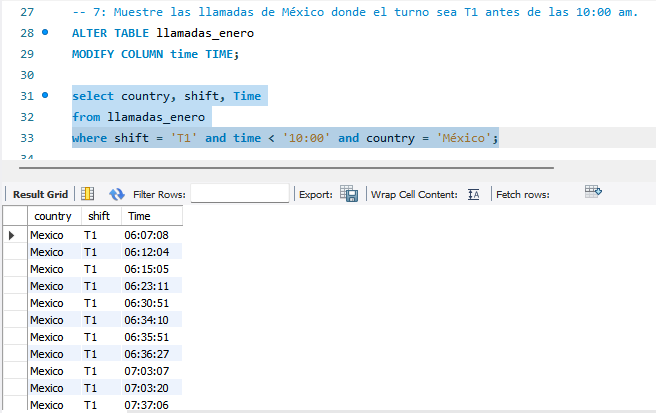 27 -- 7: Muestre las llamadas de México donde el turno sea T1 antes de las 10:00 am.
28 ALTER TABLE llamadas_enero
29 MODIFY COLUMN time TIME;
30
31 select country, shift, Time
32 from llamadas_enero
33 where shift = 'T1' and time < '10:00' and country = 'México';
34
Result Grid Filter Rows: Export: Wrap Cell Content: Fetch rows:
country shift Time
Mexico T1 06:07:08
Mexico T1 06:12:04
Mexico T1 06:15:05
Mexico T1 06:23:11
Mexico T1 06:30:51
Mexico T1 06:34:10
Mexico T1 06:35:51
Mexico T1 06:36:27
Mexico T1 07:03:07
Mexico T1 07:03:20
Mexico T1 07:37:06